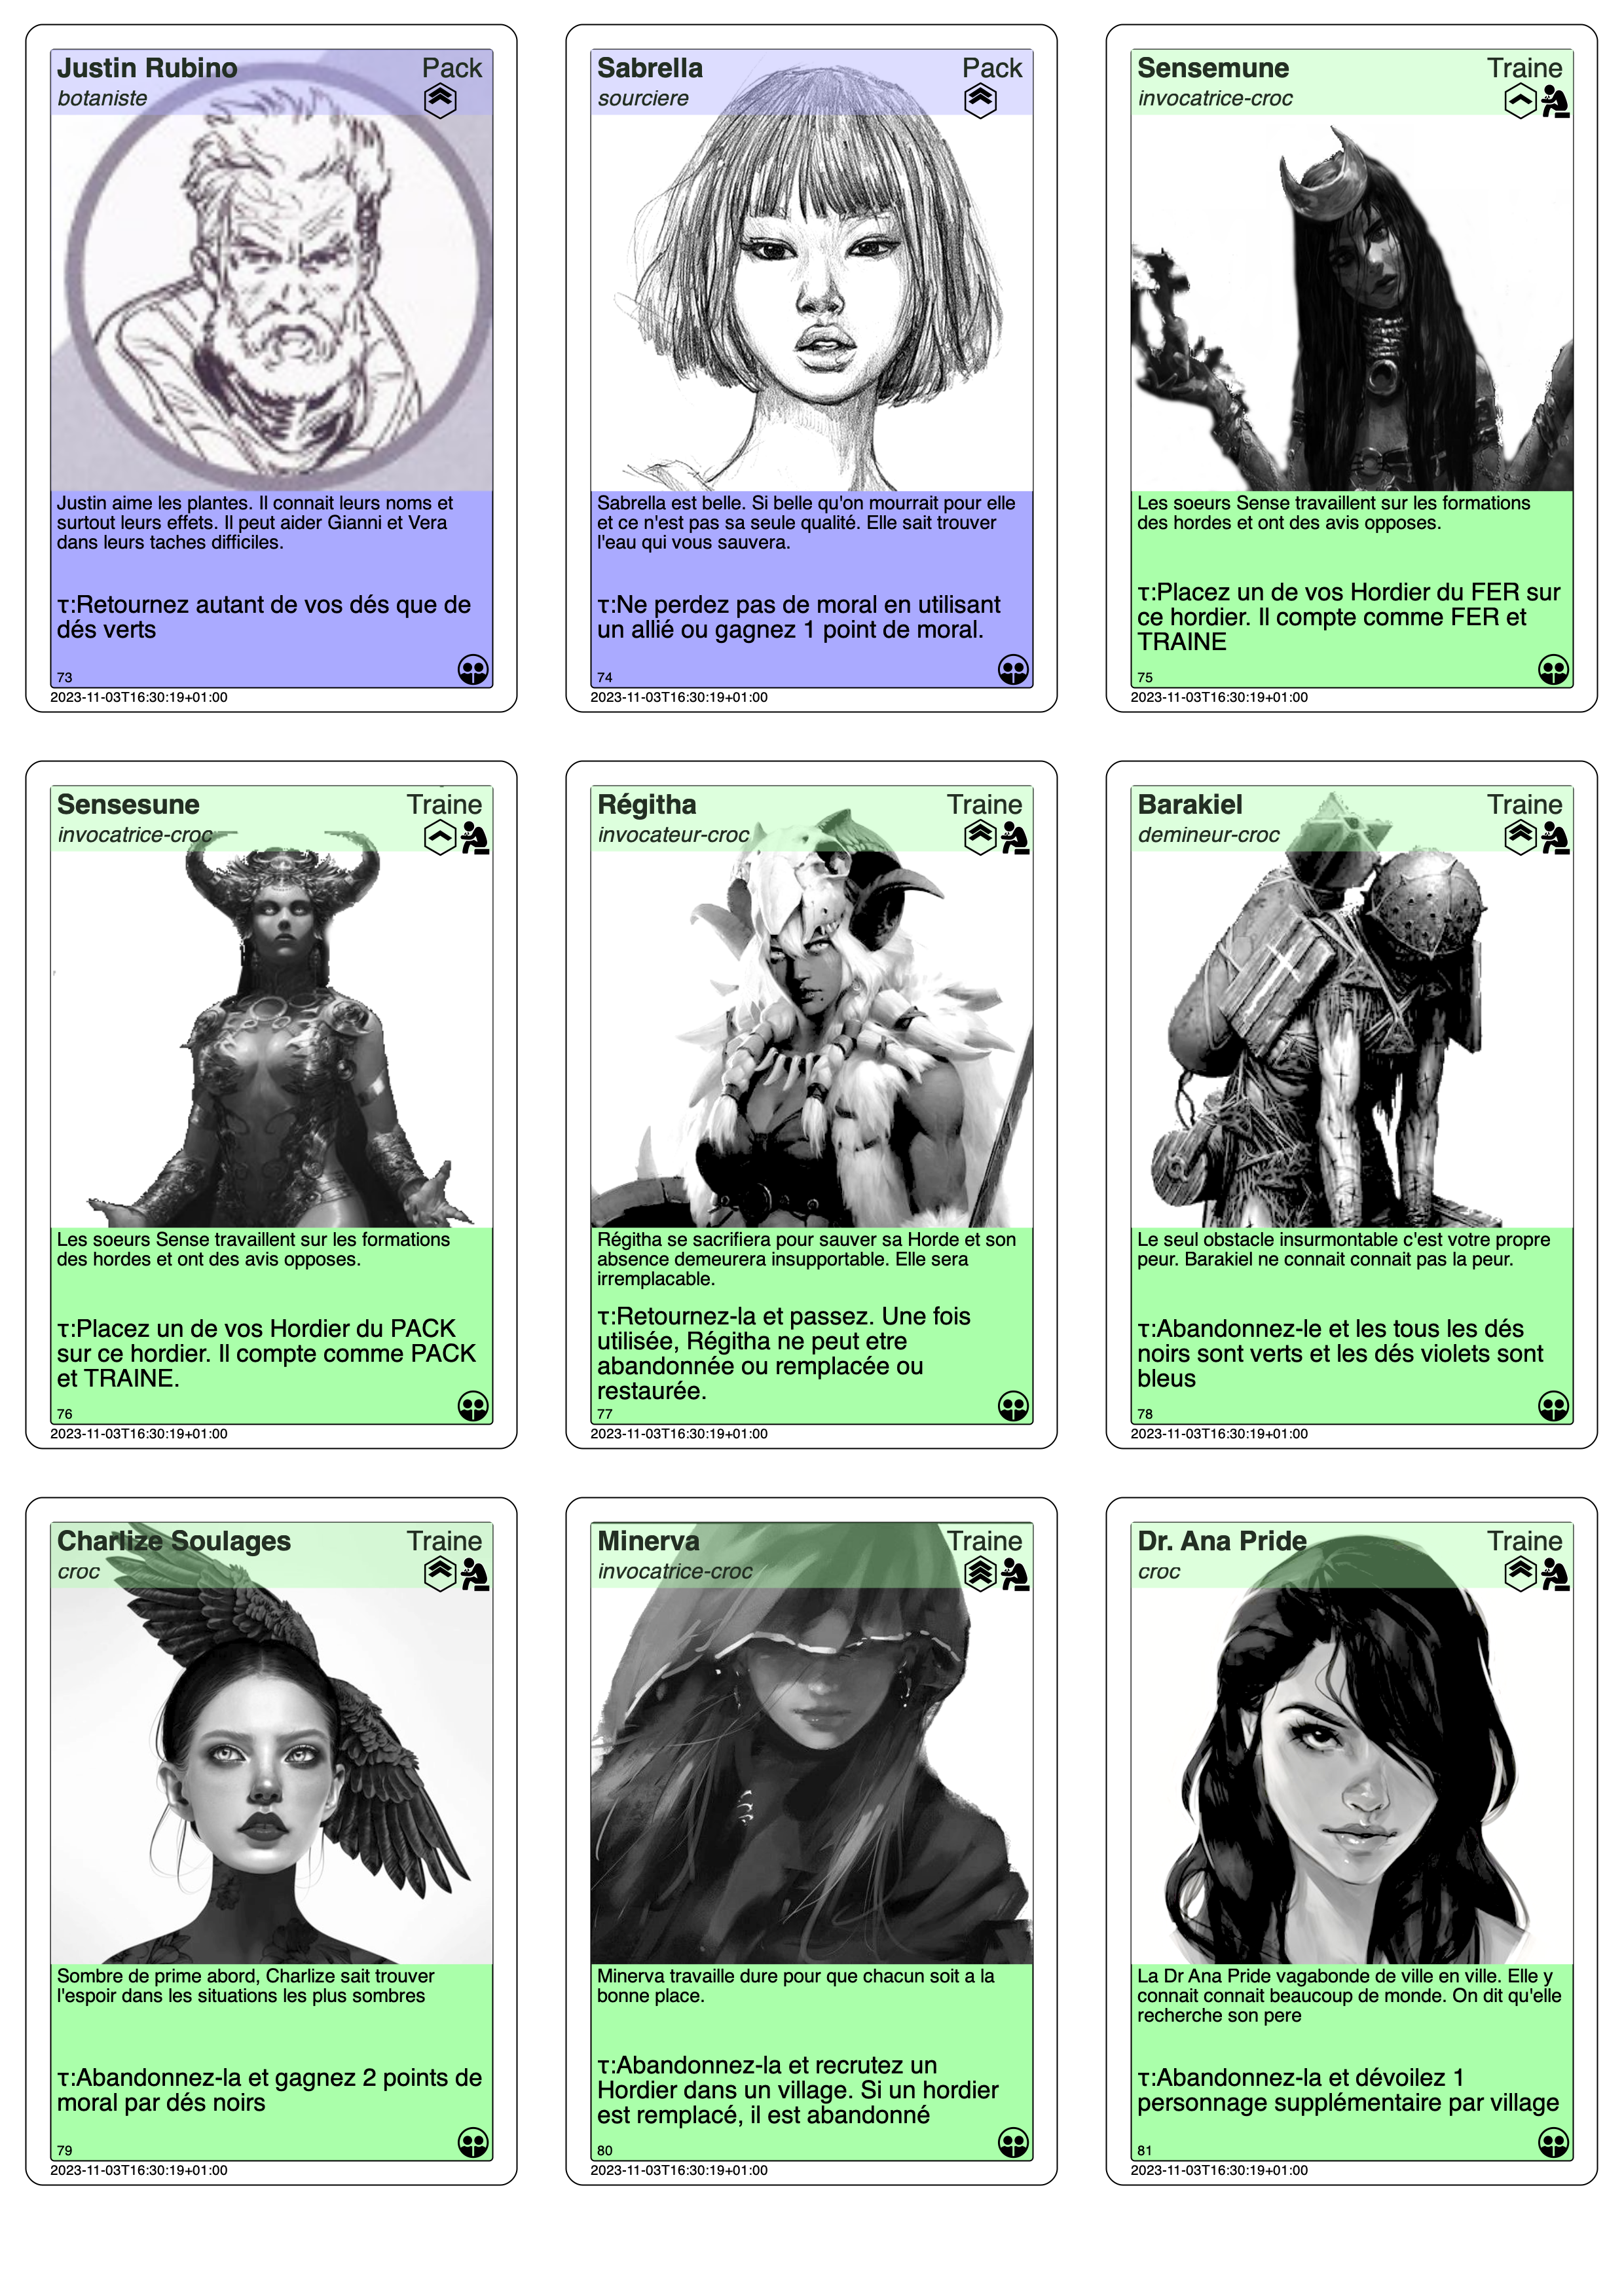 Justin Rubino Pack
botaniste
Justin aime les plantes. Il connait leurs noms et
surtout leurs effets. Il peut aider Gianni et Vera
dans leurs taches difficiles.
τ:Retournez autant de vos dés que de
dés verts
73
2023-11-03T16:30:19+01:00
Sabrella Pack
sourciere
Sabrella est belle. Si belle qu'on mourrait pour elle
et ce n'est pas sa seule qualité. Elle sait trouver
l'eau qui vous sauvera.
τ:Ne perdez pas de moral en utilisant
un allié ou gagnez 1 point de moral.
74
2023-11-03T16:30:19+01:00
Sensemune Traine
invocatrice-croc
Les soeurs Sense travaillent sur les formations
des hordes et ont des avis opposes.
τ:Placez un de vos Hordier du FER sur
ce hordier. Il compte comme FER et
TRAINE
75
2023-11-03T16:30:19+01:00
Sensesune Traine
invocatrice-croc
Les soeurs Sense travaillent sur les formations
des hordes et ont des avis opposes.
τ:Placez un de vos Hordier du PACK
sur ce hordier. Il compte comme PACK
et TRAINE.
76
2023-11-03T16:30:19+01:00
Régitha Traine
invocateur-croc
Régitha se sacrifiera pour sauver sa Horde et son
absence demeurera insupportable. Elle sera
irremplacable.
τ:Retournez-la et passez. Une fois
utilisée, Régitha ne peut etre
abandonnée ou remplacée ou
restaurée.
77
2023-11-03T16:30:19+01:00
Barakiel Traine
demineur-croc
Le seul obstacle insurmontable c'est votre propre
peur. Barakiel ne connait connait pas la peur.
τ:Abandonnez-le et les tous les dés
noirs sont verts et les dés violets sont
bleus
78
2023-11-03T16:30:19+01:00
Charlize Soulages Traine
croc
Sombre de prime abord, Charlize sait trouver
l'espoir dans les situations les plus sombres
τ:Abandonnez-la et gagnez 2 points de
moral par dés noirs
79
2023-11-03T16:30:19+01:00
Minerva Traine
invocatrice-croc
Minerva travaille dure pour que chacun soit a la
bonne place.
τ:Abandonnez-la et recrutez un
Hordier dans un village. Si un hordier
est remplacé, il est abandonné
80
2023-11-03T16:30:19+01:00
Dr. Ana Pride Traine
croc
La Dr Ana Pride vagabonde de ville en ville. Elle y
connait connait beaucoup de monde. On dit qu'elle
recherche son pere
τ:Abandonnez-la et dévoilez 1
personnage supplémentaire par village
81
2023-11-03T16:30:19+01:00